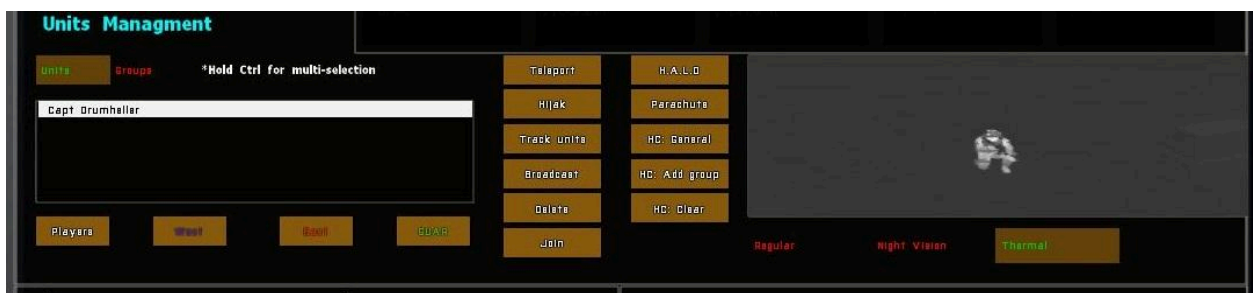 Units Managment
Units Groups *Hold Ctrl for multi-selection
Capt Drumheller
Players West East GUAR
Teleport
Hijak
Track units
Broadcast
Delete
Join
H.A.L.O
Parachute
HC: General
HC: Add group
HC: Clear
Regular Night Vision Thermal